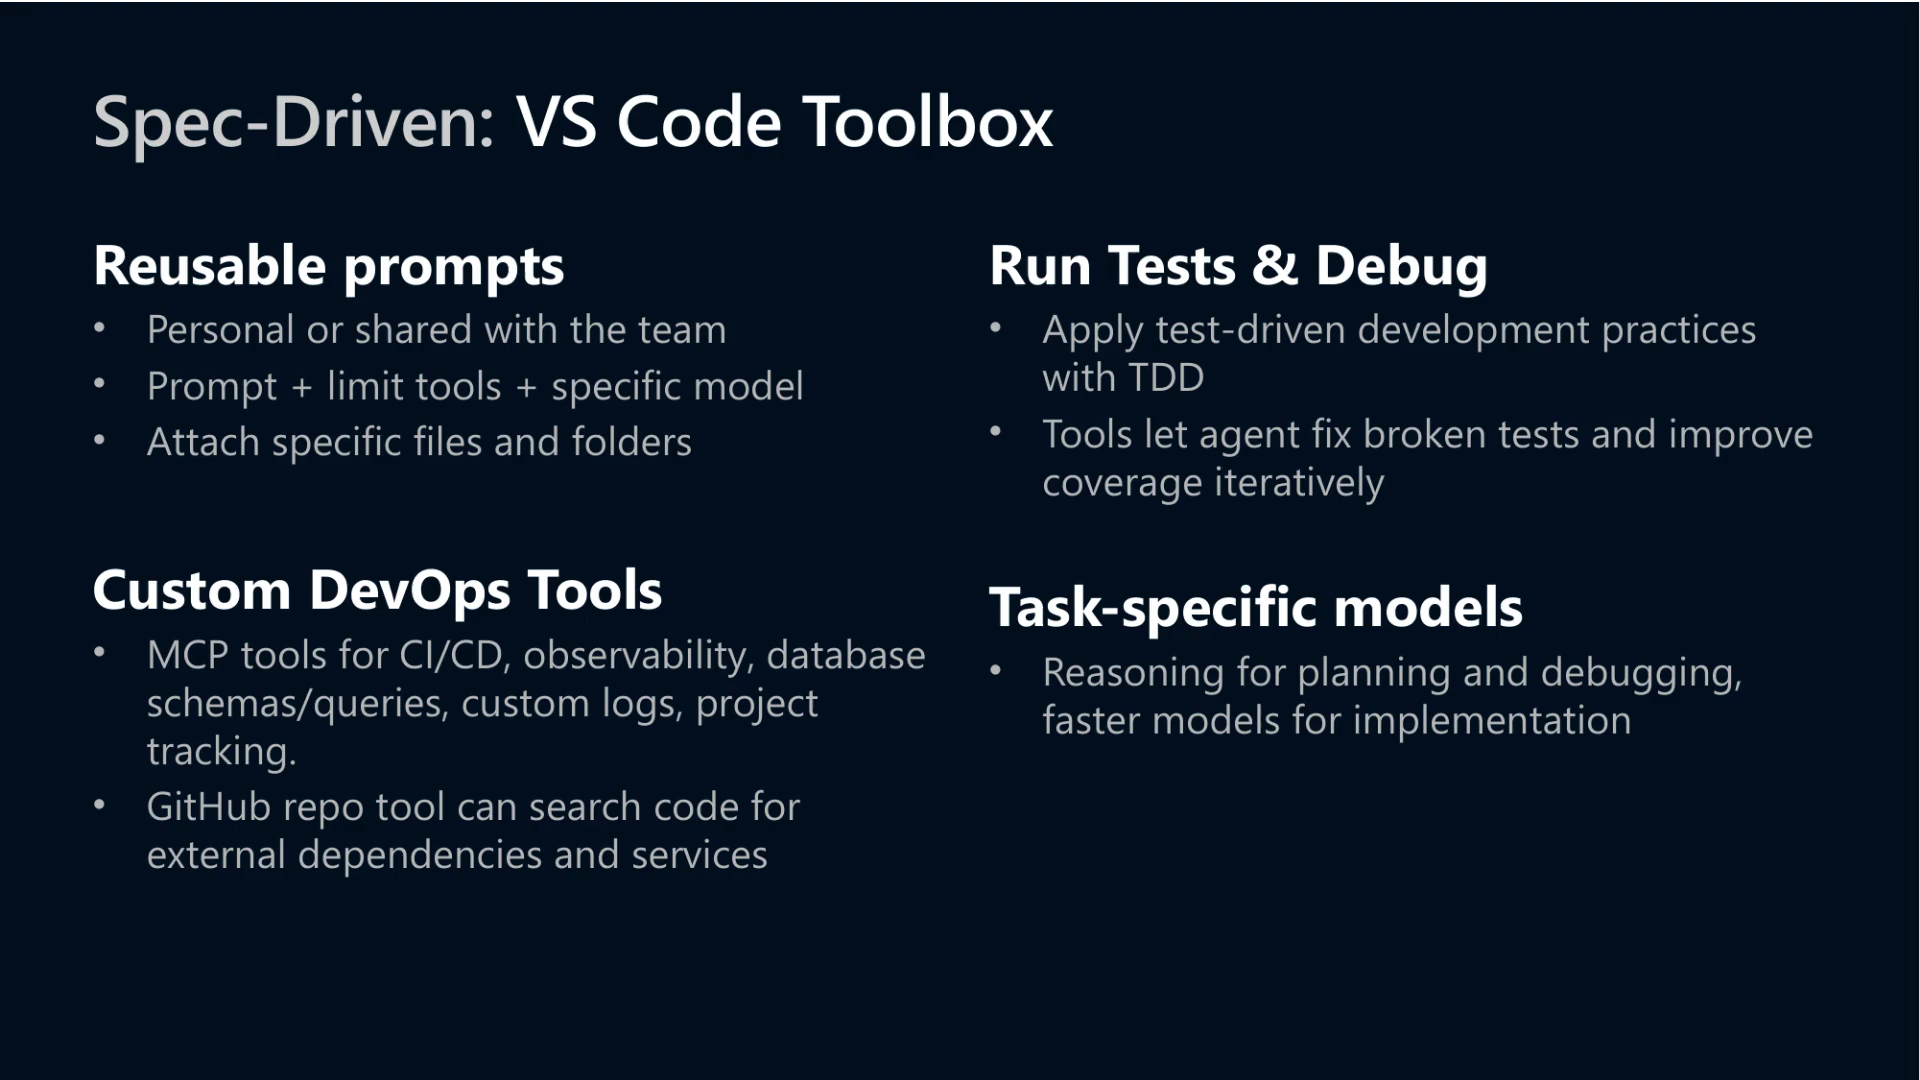 Spec-Driven: VS Code Toolbox
Reusable prompts
• Personal or shared with the team
• Prompt + limit tools + specific model
• Attach specific files and folders
Custom DevOps Tools
• MCP tools for CI/CD, observability, database
schemas/queries, custom logs, project
tracking.
• GitHub repo tool can search code for
external dependencies and services
Run Tests & Debug
• Apply test-driven development practices
with TDD
• Tools let agent fix broken tests and improve
coverage iteratively
Task-specific models
• Reasoning for planning and debugging,
faster models for implementation